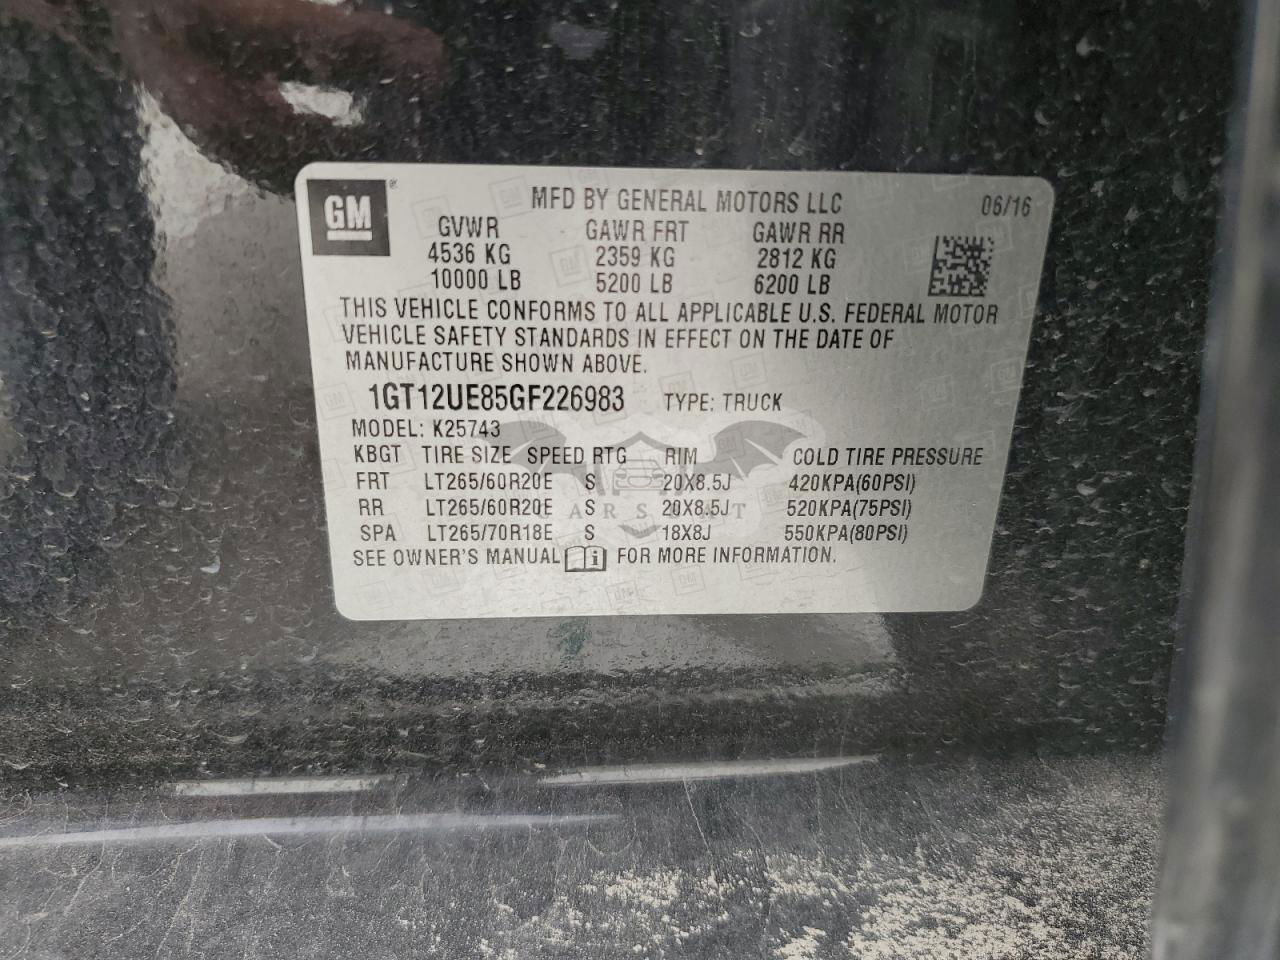 GM
MFD BY GENERAL MOTORS LLC 06/16
GVWR GAWR FRT GAWR RR
4536 KG 2359 KG 2812 KG
10000 LB 5200 LB 6200 LB
THIS VEHICLE CONFORMS TO ALL APPLICABLE U.S. FEDERAL MOTOR
VEHICLE SAFETY STANDARDS IN EFFECT ON THE DATE OF
MANUFACTURE SHOWN ABOVE.
1GT12UE85GF226983 TYPE: TRUCK
MODEL: K25743
KBGT TIRE SIZE SPEED RTG RIM COLD TIRE PRESSURE
FRT LT265/60R20E S 20X8.5J 420KPA(60PSI)
RR LT265/60R20E S 20X8.5J 520KPA(75PSI)
SPA LT265/70R18E S 18X8J 550KPA(80PSI)
SEE OWNER'S MANUAL FOR MORE INFORMATION.